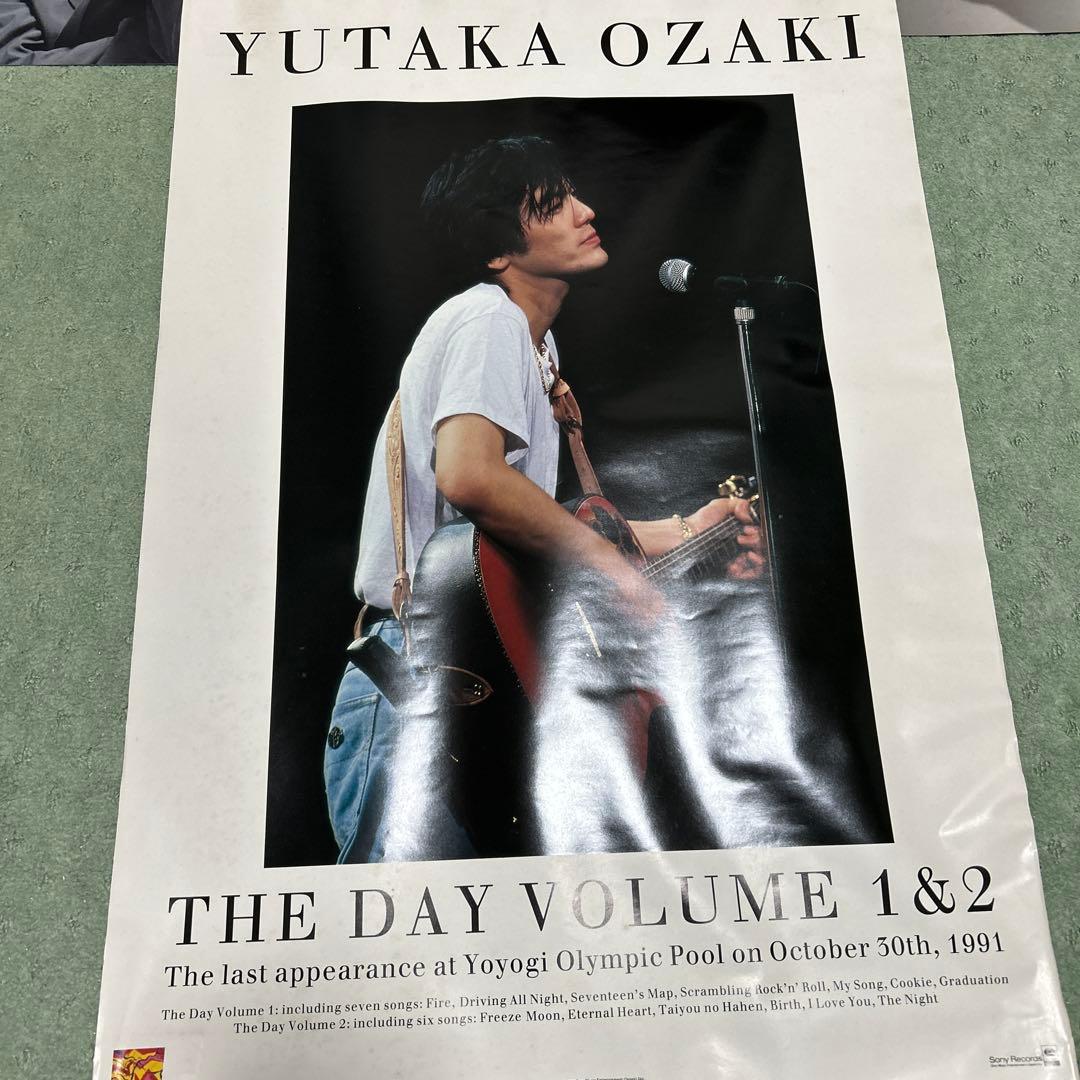 YUTAKA OZAKI
THE DAY VOLUME 1&2
The last appearance at Yoyogi Olympic Pool on October 30th, 1991
The Day Volume 1: including seven songs: Fire, Driving All Night, Seventeen's Map, Scrambling Rock'n' Roll, My Song, Cookie, Graduation
The Day Volume 2: including six songs: Freeze Moon, Eternal Heart, Taiyou no Hahen, Birth, I Love You, The Night
Sony Records